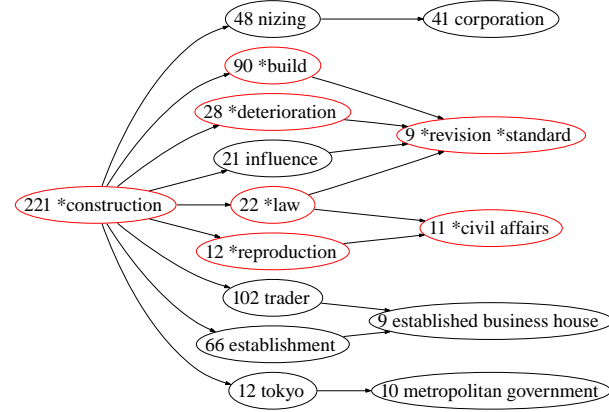 48 nizing
41 corporation
90 *build
28 *deterioration
9 *revision *standard
21 influence
221 *construction
22 *law
11 *civil affairs
12 *reproduction
102 trader
9 established business house
66 establishment
12 tokyo
10 metropolitan government